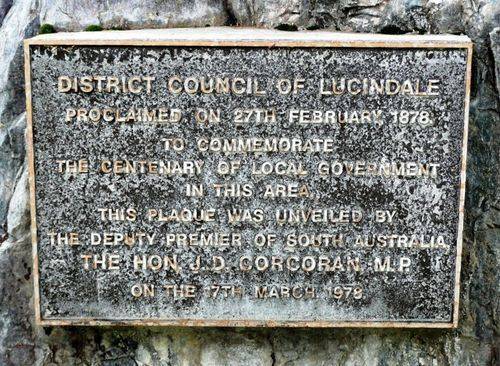 DISTRICT COUNCIL OF LUCINDALE
PROCLAIMED ON 27TH FEBRUARY 1878
TO COMMEMORATE
THE CENTENARY OF LOCAL GOVERNMENT
IN THIS AREA,
THIS PLAQUE WAS UNVEILED BY
THE DEPUTY PREMIER OF SOUTH AUSTRALIA,
THE HON. J.D. CORCORAN, M.P.
ON THE 17TH MARCH 1978